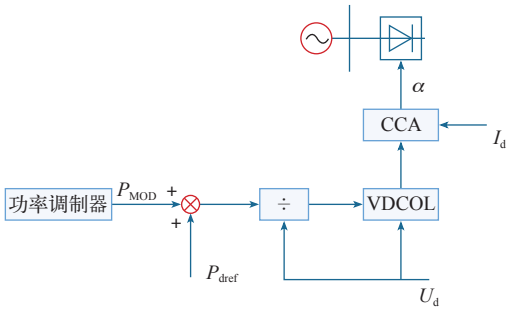 α
CCA
I_d
功率调制器
P_MOD
+
+
÷
VDCOL
P_dref
U_d